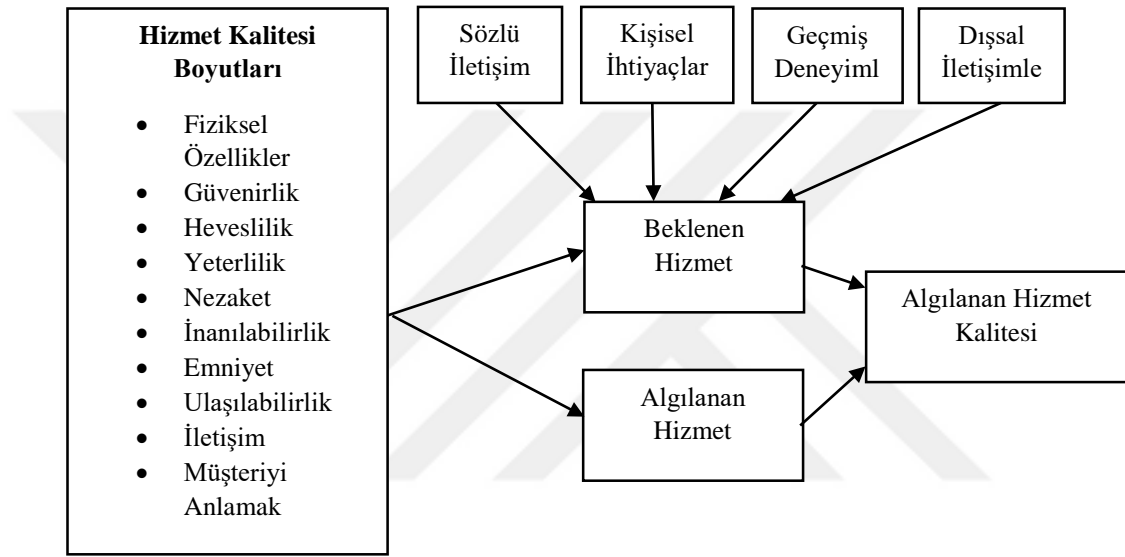 Hizmet Kalitesi
Boyutları
• Fiziksel
Özellikler
• Güvenirlik
• Heveslilik
• Yeterlilik
• Nezaket
• İnanılabilirlik
• Emniyet
• Ulaşılabilirlik
• İletişim
• Müşteriyi
Anlamak
Sözlü
İletişim
Kişisel
İhtiyaçlar
Geçmiş
Deneyiml
Dışsal
İletişimle
Beklenen
Hizmet
Algılanan
Hizmet
Algılanan Hizmet
Kalitesi